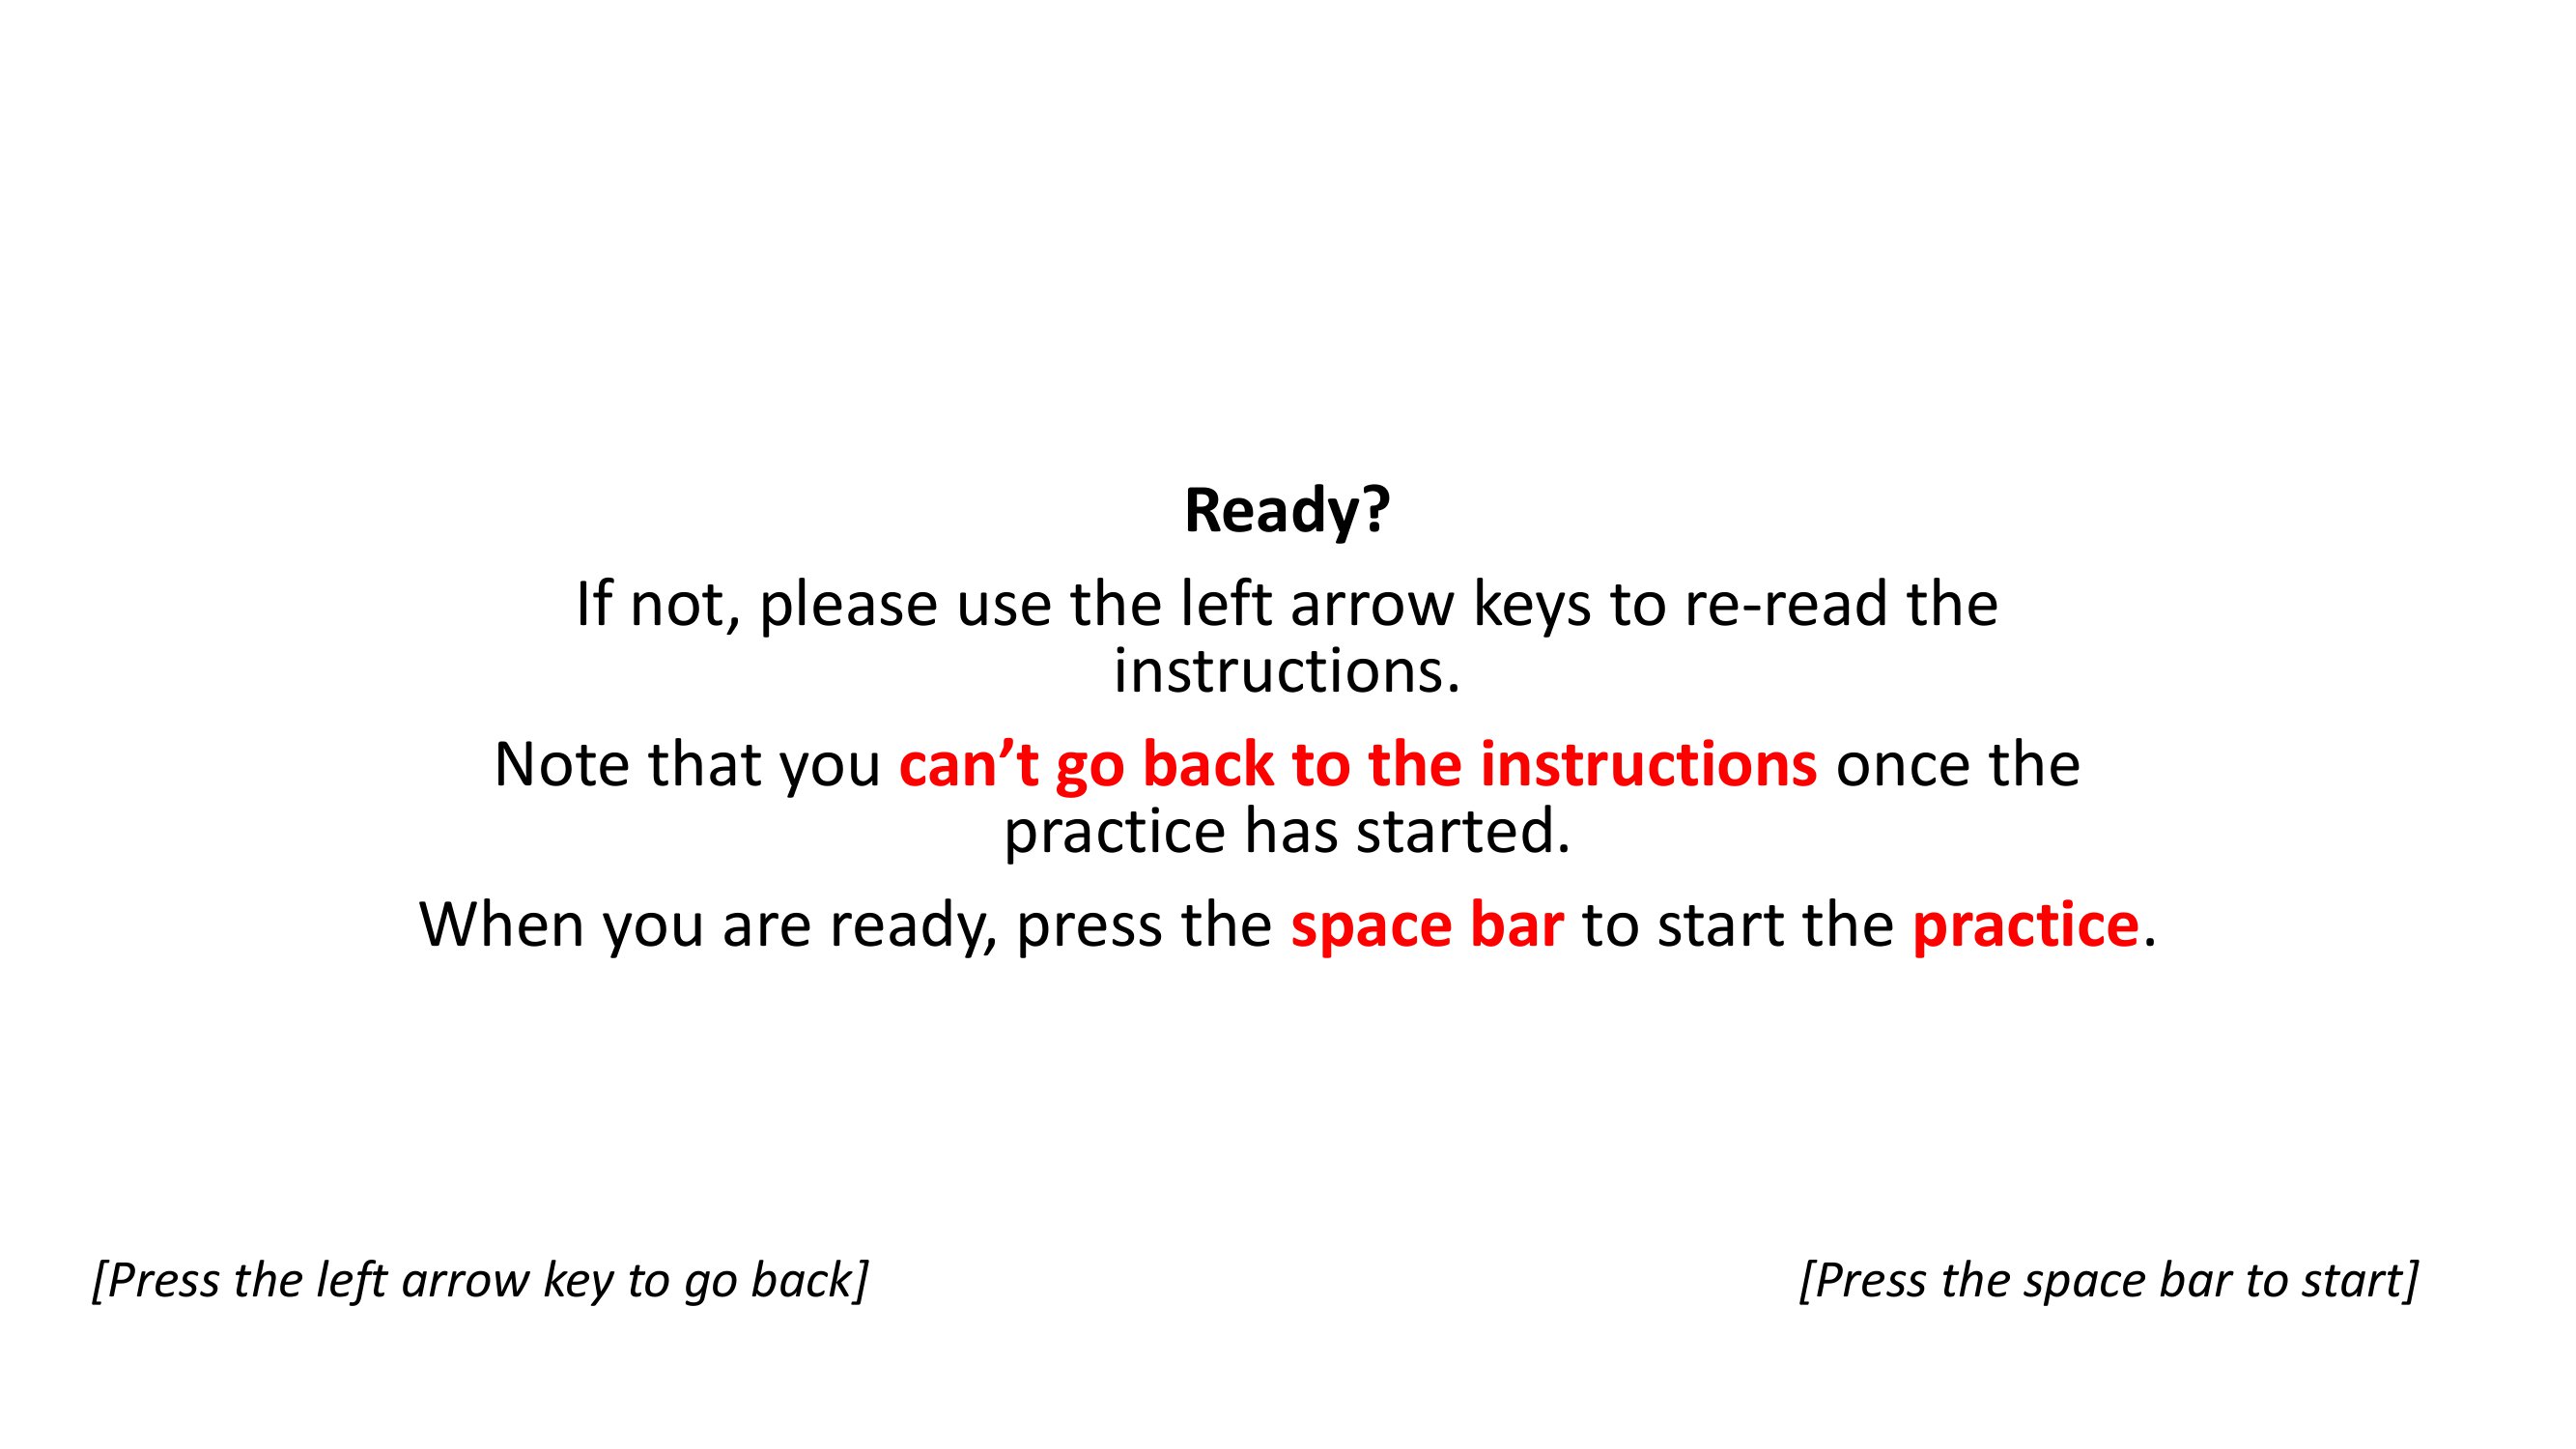 Ready?
If not, please use the left arrow keys to re-read the
instructions.
Note that you can’t go back to the instructions once the
practice has started.
When you are ready, press the space bar to start the practice.
[Press the left arrow key to go back]
[Press the space bar to start]